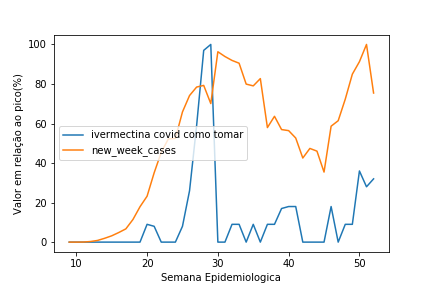 100
80
60
40
20
0
Valor em relação ao pico(%)
ivermectina covid como tomar
new_week_cases
10
20
30
40
50
Semana Epidemiologica